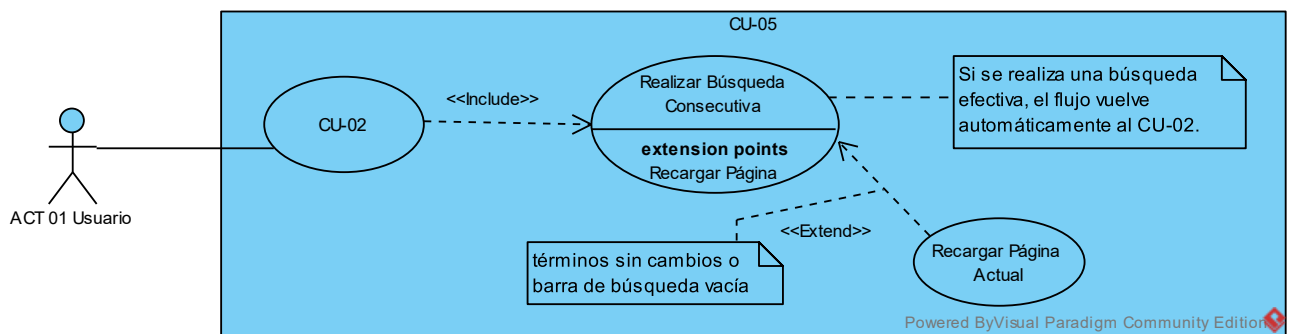 CU-05
Realizar Búsqueda
Consecutiva
extension points
Recargar Página
Si se realiza una búsqueda
efectiva, el flujo vuelve
automáticamente al CU-02.
<<Include>>
CU-02
ACT 01 Usuario
<<Extend>>
términos sin cambios o
barra de búsqueda vacía
Recargar Página
Actual
Powered ByVisual Paradigm Community Edition